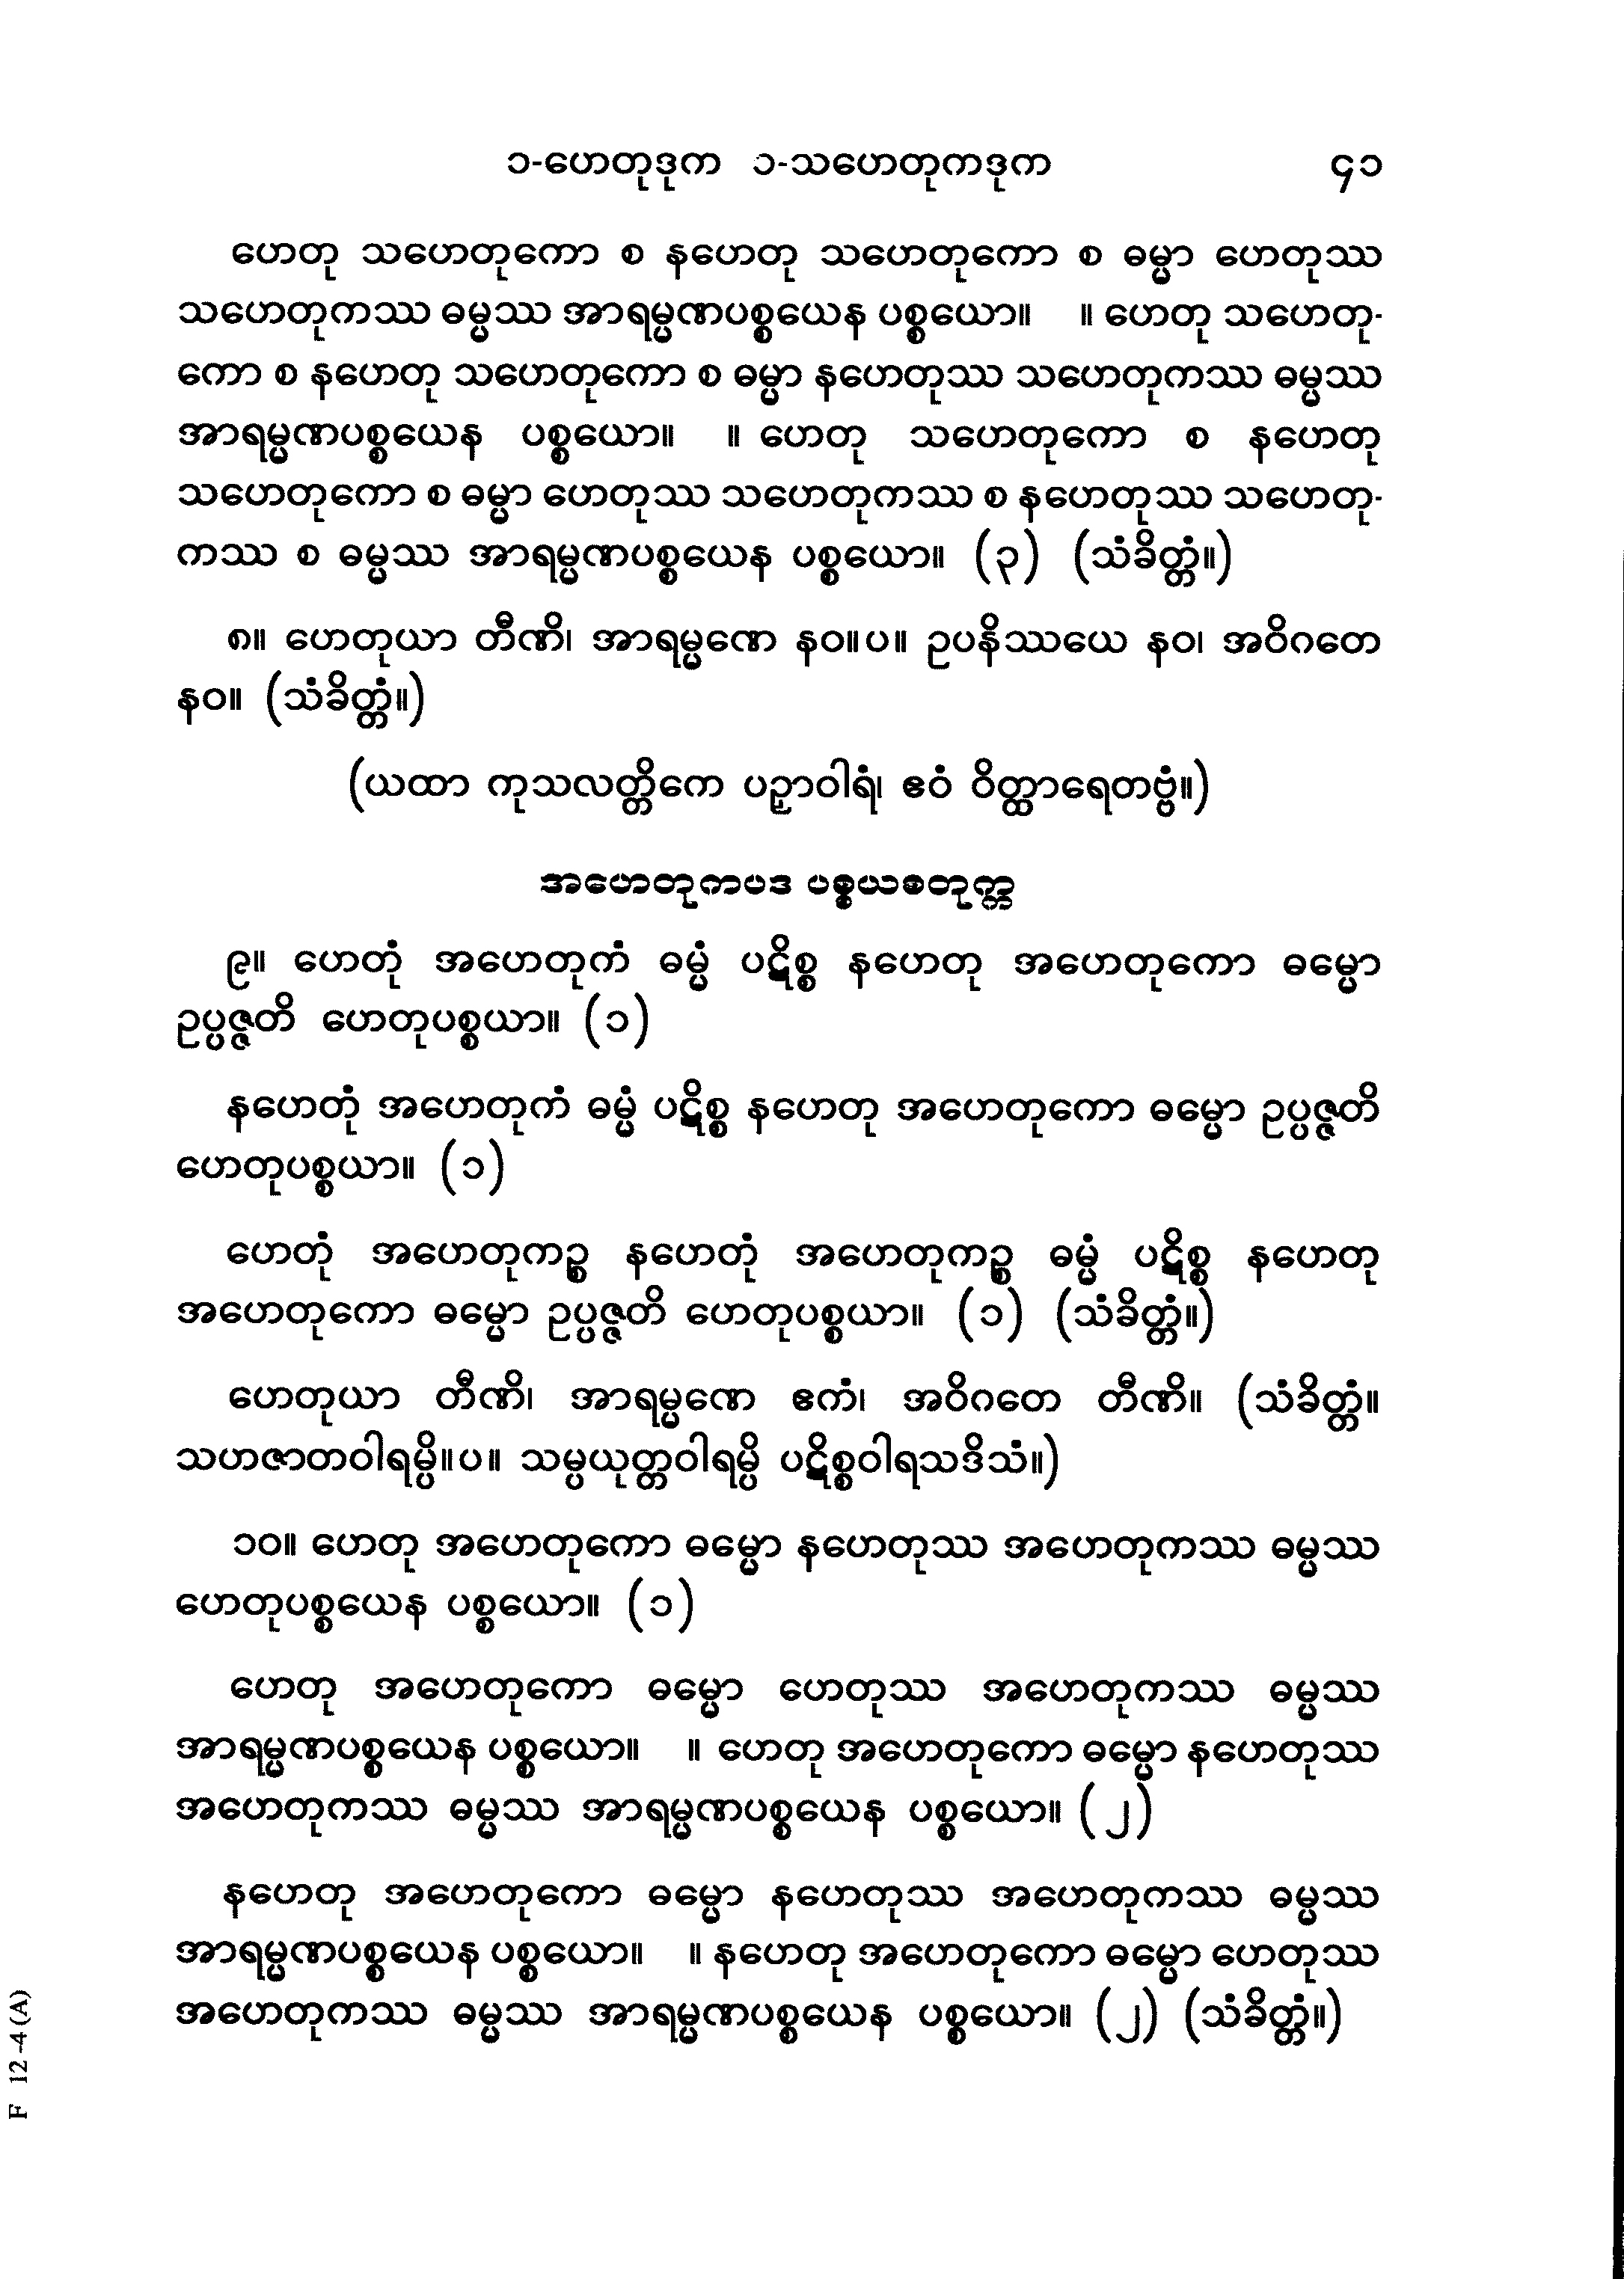 ၁-ဟေတုဒုက ၁-သဟေတုကဒုက ၄၁
ဟေတု သဟေတုကော စ နဟေတု သဟေတုကော စ ဓမ္မာ ဟေတုဿ
သဟေတုကဿ ဓမ္မဿ အာရမ္မဏပစ္စယေန ပစ္စယော။ ။ ဟေတု သဟေတု-
ကော စ နဟေတု သဟေတုကော စ ဓမ္မာ နဟေတုဿ သဟေတုကဿ ဓမ္မဿ
အာရမ္မဏပစ္စယေန ပစ္စယော။ ။ ဟေတု သဟေတုကော စ နဟေတု
သဟေတုကော စ ဓမ္မာ ဟေတုဿ သဟေတုကဿ စ နဟေတုဿ သဟေတု-
ကဿ စ ဓမ္မဿ အာရမ္မဏပစ္စယေန ပစ္စယော။ (၃) (သံခိတ္တံ။)
၈။ ဟေတုယာ တီဏိ၊ အာရမ္မဏေ နဝ။ပ။ ဥပနိဿယေ နဝ၊ အဝိဂတေ
နဝ။ (သံခိတ္တံ။)
(ယထာ ကုသလတ္တိကေ ပဉှာဝါရံ၊ ဧဝံ ဝိတ္ထာရေတဗ္ဗံ။)
အဟေတုကပဒ ပစ္စယစတုက္က
၉။ ဟေတုံ အဟေတုကံ ဓမ္မံ ပဋိစ္စ နဟေတု အဟေတုကော ဓမ္မော
ဥပ္ပဇ္ဇတိ ဟေတုပစ္စယာ။ (၁)
နဟေတုံ အဟေတုကံ ဓမ္မံ ပဋိစ္စ နဟေတု အဟေတုကော ဓမ္မော ဥပ္ပဇ္ဇတိ
ဟေတုပစ္စယာ။ (၁)
ဟေတုံ အဟေတုကဉ္စ နဟေတုံ အဟေတုကဉ္စ ဓမ္မံ ပဋိစ္စ နဟေတု
အဟေတုကော ဓမ္မော ဥပ္ပဇ္ဇတိ ဟေတုပစ္စယာ။ (၁) (သံခိတ္တံ။)
ဟေတုယာ တီဏိ၊ အာရမ္မဏေ ဧကံ၊ အဝိဂတေ တီဏိ။ (သံခိတ္တံ။
သဟဇာတဝါရမ္ပိ။ပ။ သမ္ပယုတ္တဝါရမ္ပိ ပဋိစ္စဝါရသဒိသံ။)
၁၀။ ဟေတု အဟေတုကော ဓမ္မော နဟေတုဿ အဟေတုကဿ ဓမ္မဿ
ဟေတုပစ္စယေန ပစ္စယော။ (၁)
ဟေတု အဟေတုကော ဓမ္မော ဟေတုဿ အဟေတုကဿ ဓမ္မဿ
အာရမ္မဏပစ္စယေန ပစ္စယော။ ။ ဟေတု အဟေတုကော ဓမ္မော နဟေတုဿ
အဟေတုကဿ ဓမ္မဿ အာရမ္မဏပစ္စယေန ပစ္စယော။ (၂)
နဟေတု အဟေတုကော ဓမ္မော နဟေတုဿ အဟေတုကဿ ဓမ္မဿ
အာရမ္မဏပစ္စယေန ပစ္စယော။ ။ နဟေတု အဟေတုကော ဓမ္မော ဟေတုဿ
အဟေတုကဿ ဓမ္မဿ အာရမ္မဏပစ္စယေန ပစ္စယော။ (၂) (သံခိတ္တံ။)
F 12-4 (A)